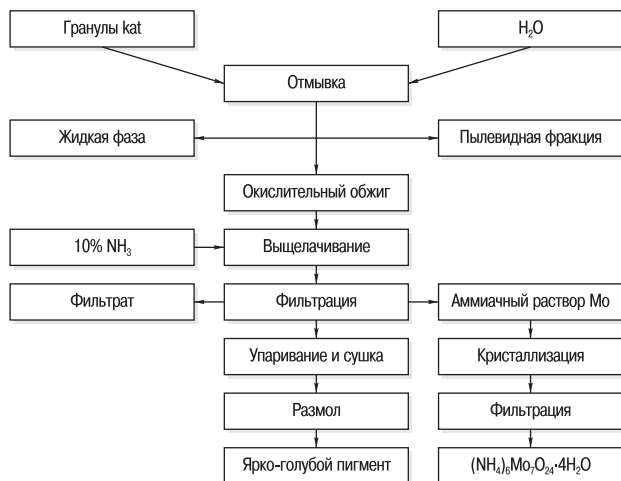 Гранулы kat
H₂O
Отмывка
Жидкая фаза
Пылевидная фракция
Окислительный обжиг
10% NH₃
Выщелачивание
Фильтрат
Фильтрация
Аммиачный раствор Mo
Упаривание и сушка
Кристаллизация
Размол
Фильтрация
Ярко-голубой пигмент
(NH₄)₆Mo₇O₂₄·4H₂O